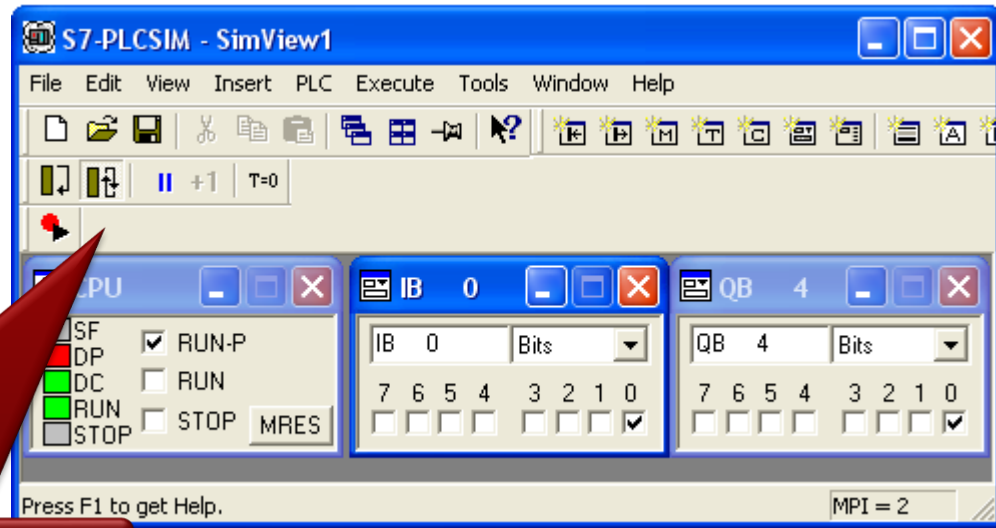 S7-PLCSIM - SimView1
File Edit View Insert PLC Execute Tools Window Help
+1 T=0
CPU
SF
DP
DC
RUN
STOP
RUN-P
RUN
STOP
MRES
IB 0
IB 0 Bits
7 6 5 4 3 2 1 0
QB 4
QB 4 Bits
7 6 5 4 3 2 1 0
Press F1 to get Help.
MPI = 2